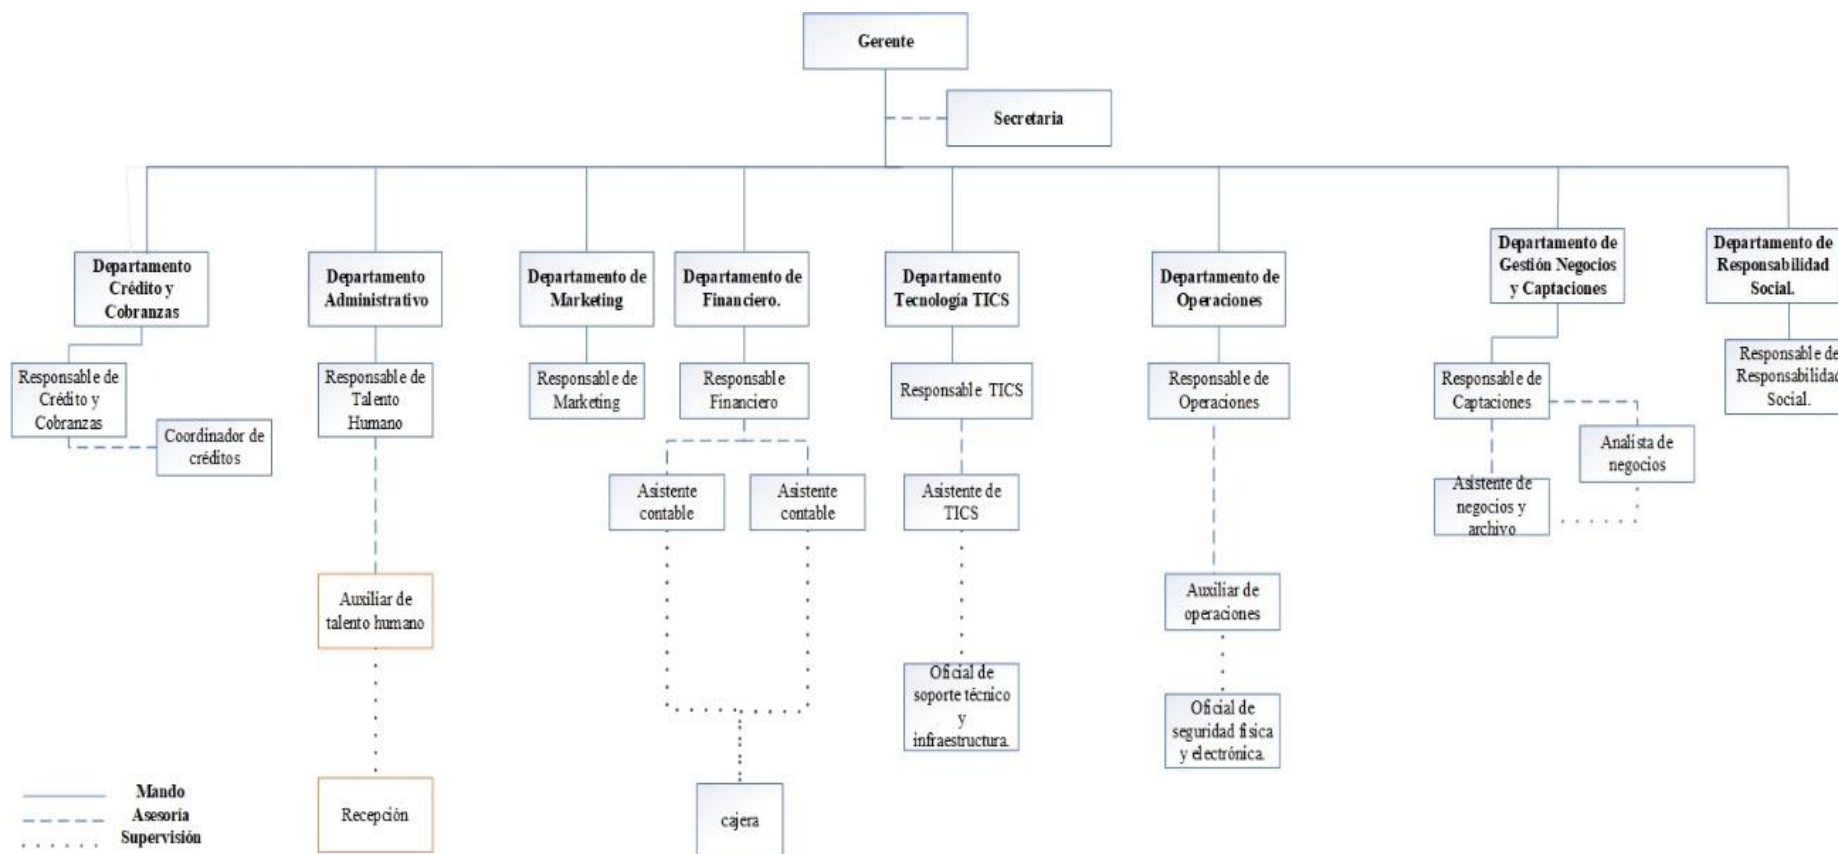 Gerente
Secretaria
Departamento
Crédito y
Cobranzas
Departamento
Administrativo
Departamento de
Marketing
Departamento de
Financiero.
Departamento
Tecnología TICS
Departamento de
Operaciones
Departamento de
Gestión Negocios
y Captaciones
Departamento de
Responsabilidad
Social.
Responsable de
Crédito y
Cobranzas
Responsable de
Talento
Humano
Responsable de
Marketing
Responsable
Financiero
Responsable TICS
Responsable de
Operaciones
Responsable de
Captaciones
Responsable de
Responsabilidad
Social.
Coordinador de
créditos
Analista de
negocios
Asistente
contable
Asistente
contable
Asistente de
TICS
Asistente de
negocios y
archivo
Auxiliar de
talento humano
Auxiliar de
operaciones
Oficial de
soporte técnico
y
infraestructura.
Oficial de
seguridad física
y electrónica.
Recepción
cajera
Mando
Asesoría
Supervisión